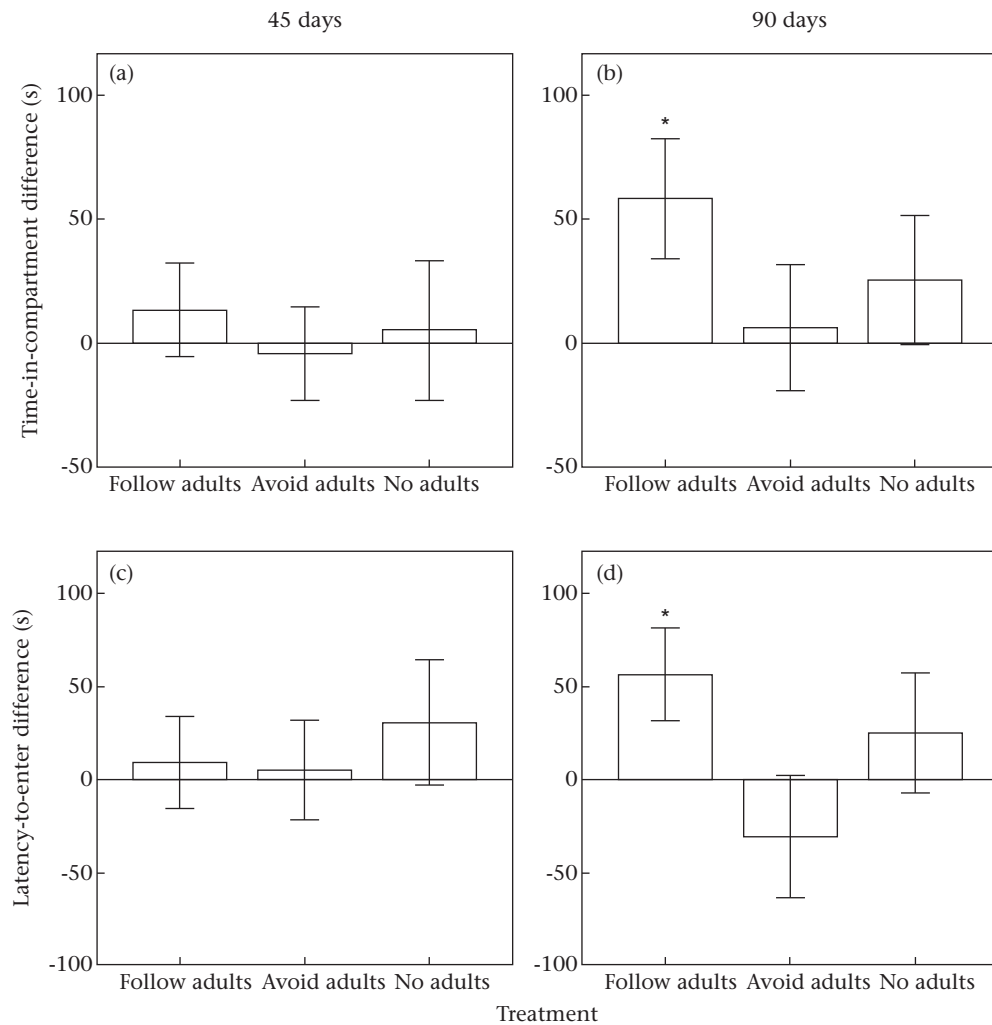 45 days
90 days
Time-in-compartment difference (s)
(a)
100
50
0
-50
Follow adults Avoid adults No adults
(b)
*
100
50
0
-50
Follow adults Avoid adults No adults
Latency-to-enter difference (s)
(c)
100
50
0
-50
-100
Follow adults Avoid adults No adults
(d)
*
100
50
0
-50
-100
Follow adults Avoid adults No adults
Treatment